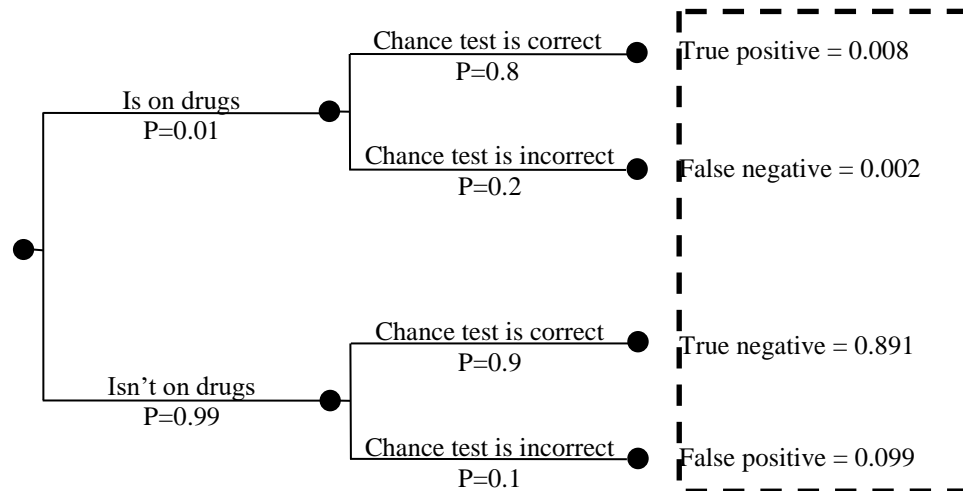 Chance test is correct
P=0.8
True positive = 0.008
Is on drugs
P=0.01
Chance test is incorrect
P=0.2
False negative = 0.002
Chance test is correct
P=0.9
True negative = 0.891
Isn’t on drugs
P=0.99
Chance test is incorrect
P=0.1
False positive = 0.099